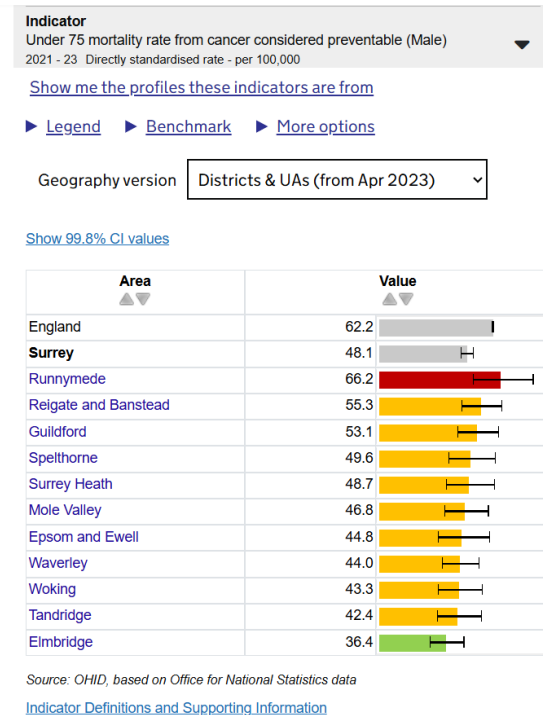 Indicator
Under 75 mortality rate from cancer considered preventable (Male)
2021 - 23 Directly standardised rate - per 100,000
Show me the profiles these indicators are from
Legend Benchmark More options
Geography version Districts & UAs (from Apr 2023)
Show 99.8% CI values
Area Value
England 62.2
Surrey 48.1
Runnymede 66.2
Reigate and Banstead 55.3
Guildford 53.1
Spelthorne 49.6
Surrey Heath 48.7
Mole Valley 46.8
Epsom and Ewell 44.8
Waverley 44.0
Woking 43.3
Tandridge 42.4
Elmbridge 36.4
Source: OHID, based on Office for National Statistics data
Indicator Definitions and Supporting Information